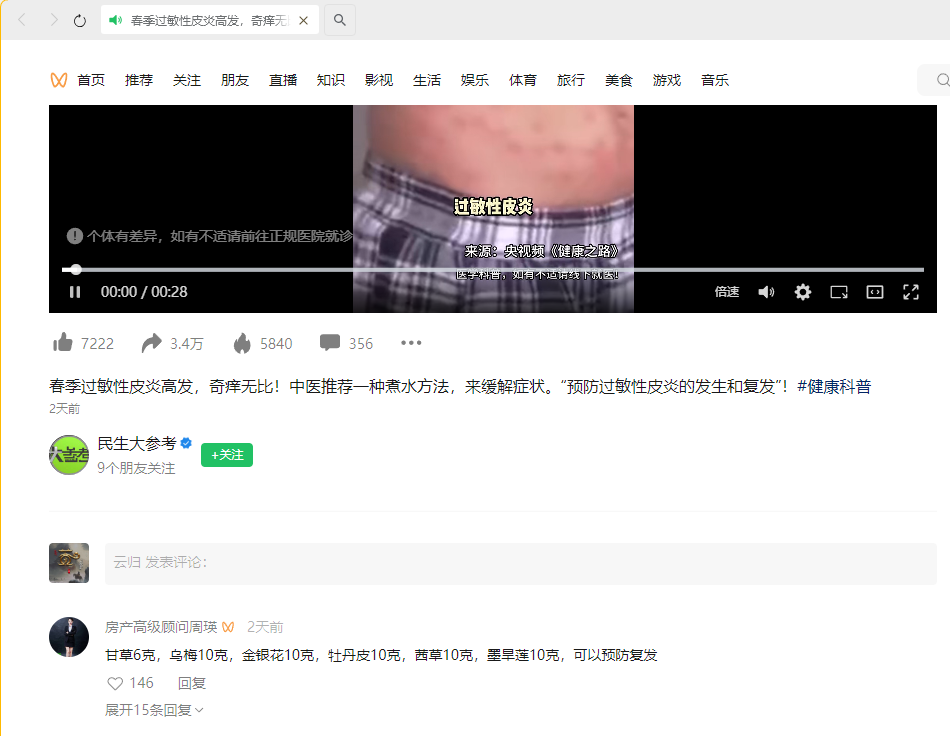 春季过敏性皮炎高发，奇痒无
首页 推荐 关注 朋友 直播 知识 影视 生活 娱乐 体育 旅行 美食 游戏 音乐
过敏性皮炎
个体有差异，如有不适请前往正规医院就诊
来源：央视频《健康之路》
医学科普，如有不适请线下就医！
00:00 / 00:28
倍速
7222 3.4万 5840 356
春季过敏性皮炎高发，奇痒无比！中医推荐一种煮水方法，来缓解症状。“预防过敏性皮炎的发生和复发”！#健康科普
2天前
大参考
民生大参考
+关注
9个朋友关注
云归 发表评论：
房产高级顾问周瑛 2天前
甘草6克，乌梅10克，金银花10克，牡丹皮10克，茜草10克，墨旱莲10克，可以预防复发
146 回复
展开15条回复